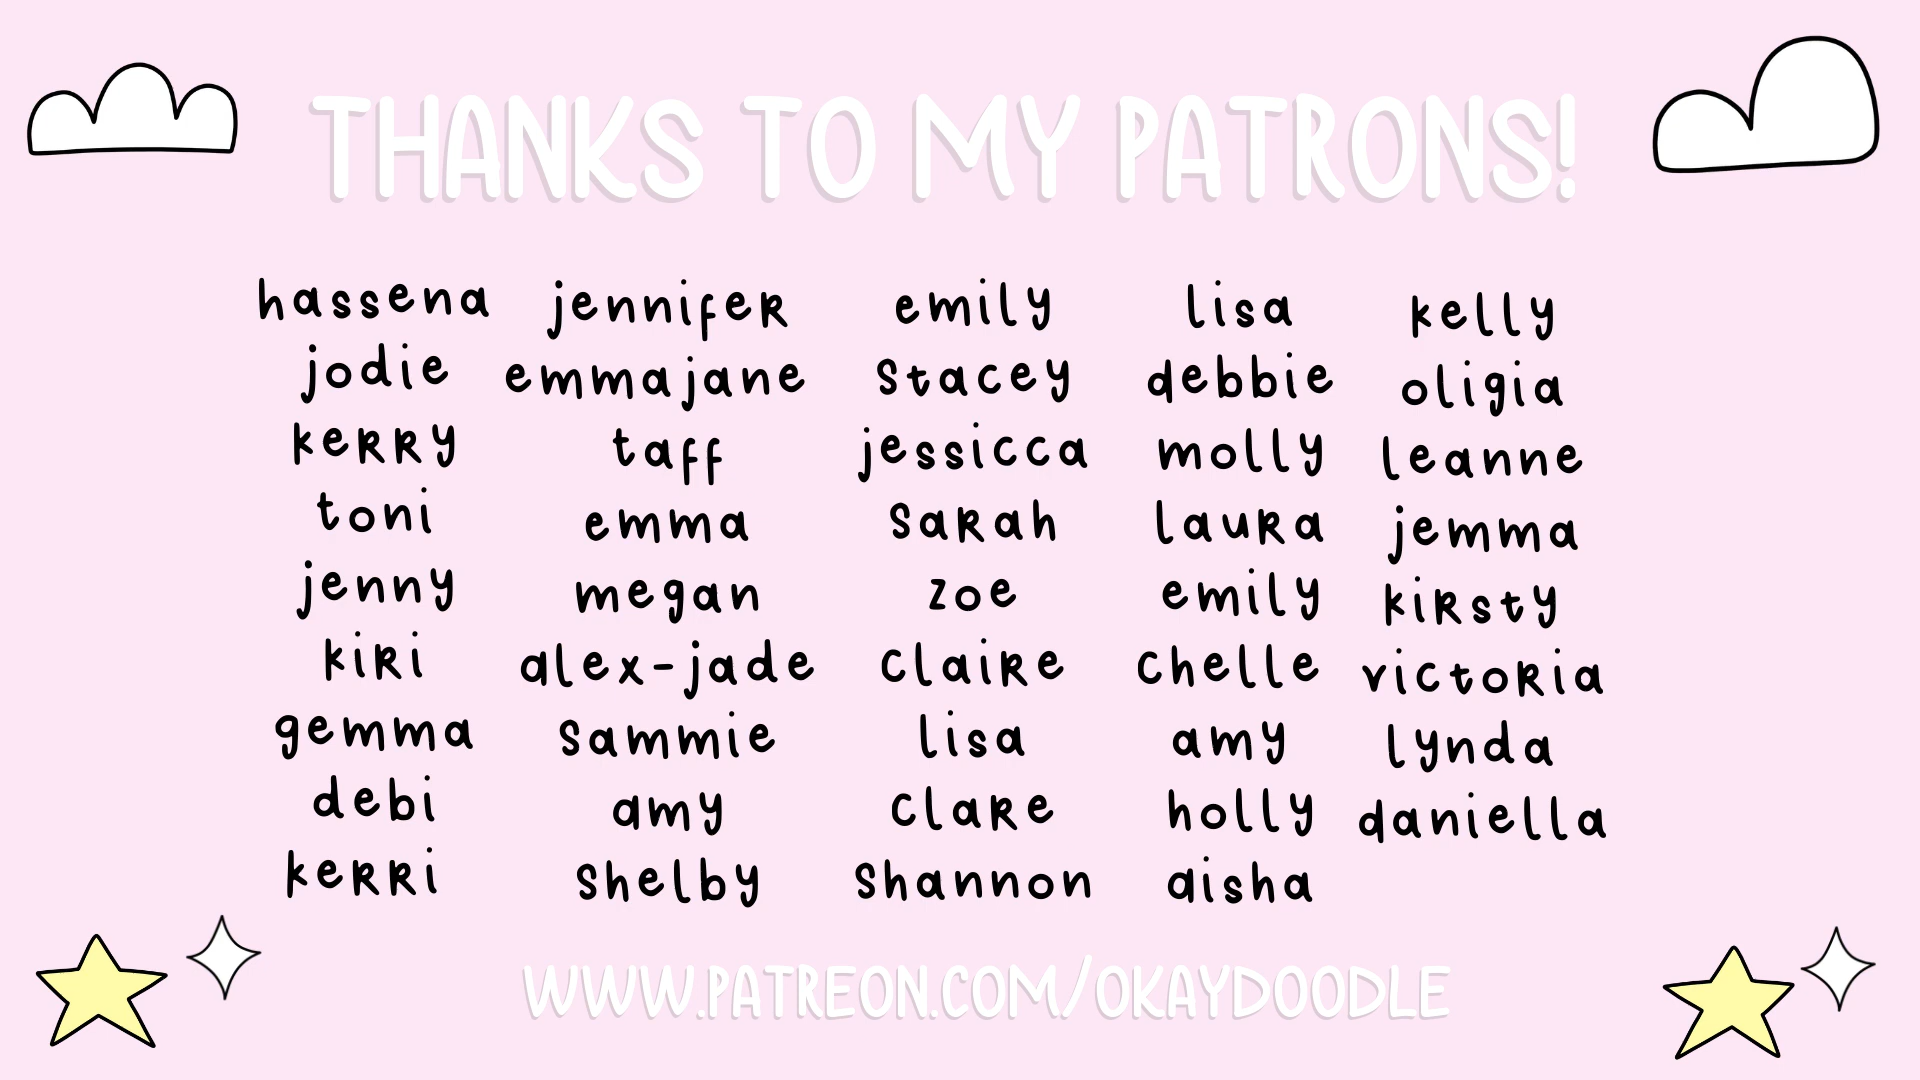 THANKS TO MY PATRONS!
hassena jennifer emily lisa kelly
jodie emmajane stacey debbie oligia
kerry taff jessicca molly leanne
toni emma sarah laura jemma
jenny megan zoe emily kirsty
kiri alex-jade claire chelle victoria
gemma sammie lisa amy lynda
debi amy clare holly daniella
kerri shelby shannon aisha
WWW.PATREON.COM/OKAYDOODLE